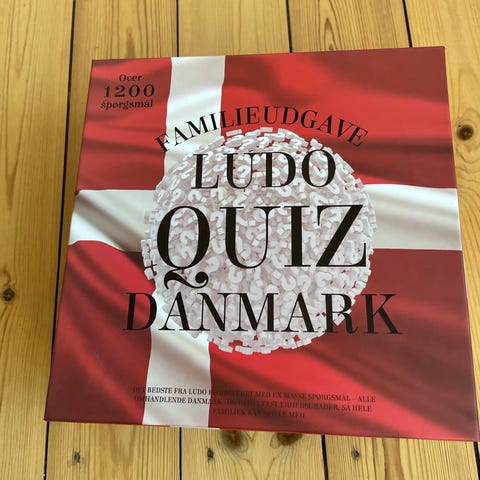 Over
1200
spørgsmål
FAMILIEUDGAVE
LUDO
QUIZ
DANMARK
DET BEDSTE FRA LUDO KOMBINERET MED EN MASSE SPØRGSMÅL - ALLE
OMHANDLENDE DANMARK SVÆRHEDSGRADER, SÅ HELE
FAMILIEN KAN SPILLE MED